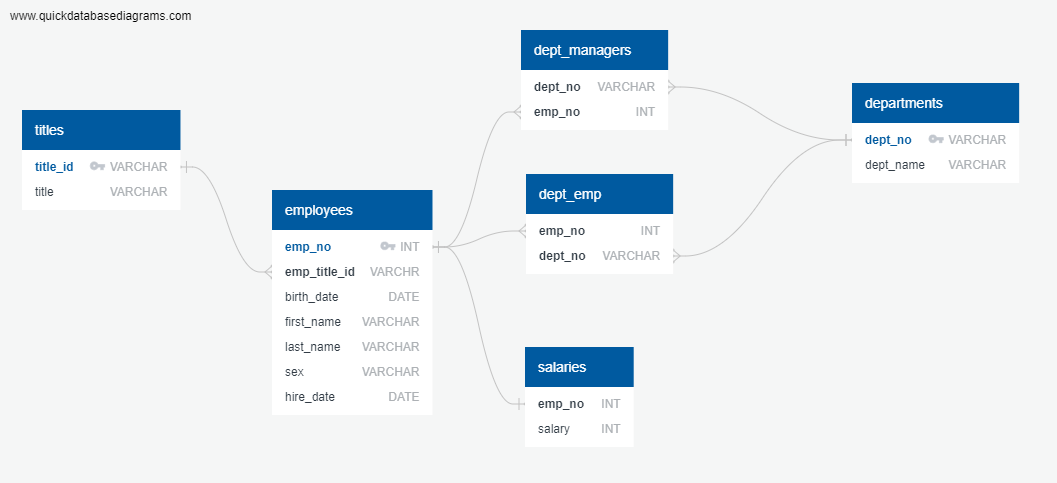 www.quickdatabasediagrams.com
titles
title_id VARCHAR
title VARCHAR
employees
emp_no INT
emp_title_id VARCHR
birth_date DATE
first_name VARCHAR
last_name VARCHAR
sex VARCHAR
hire_date DATE
dept_managers
dept_no VARCHAR
emp_no INT
dept_emp
emp_no INT
dept_no VARCHAR
salaries
emp_no INT
salary INT
departments
dept_no VARCHAR
dept_name VARCHAR